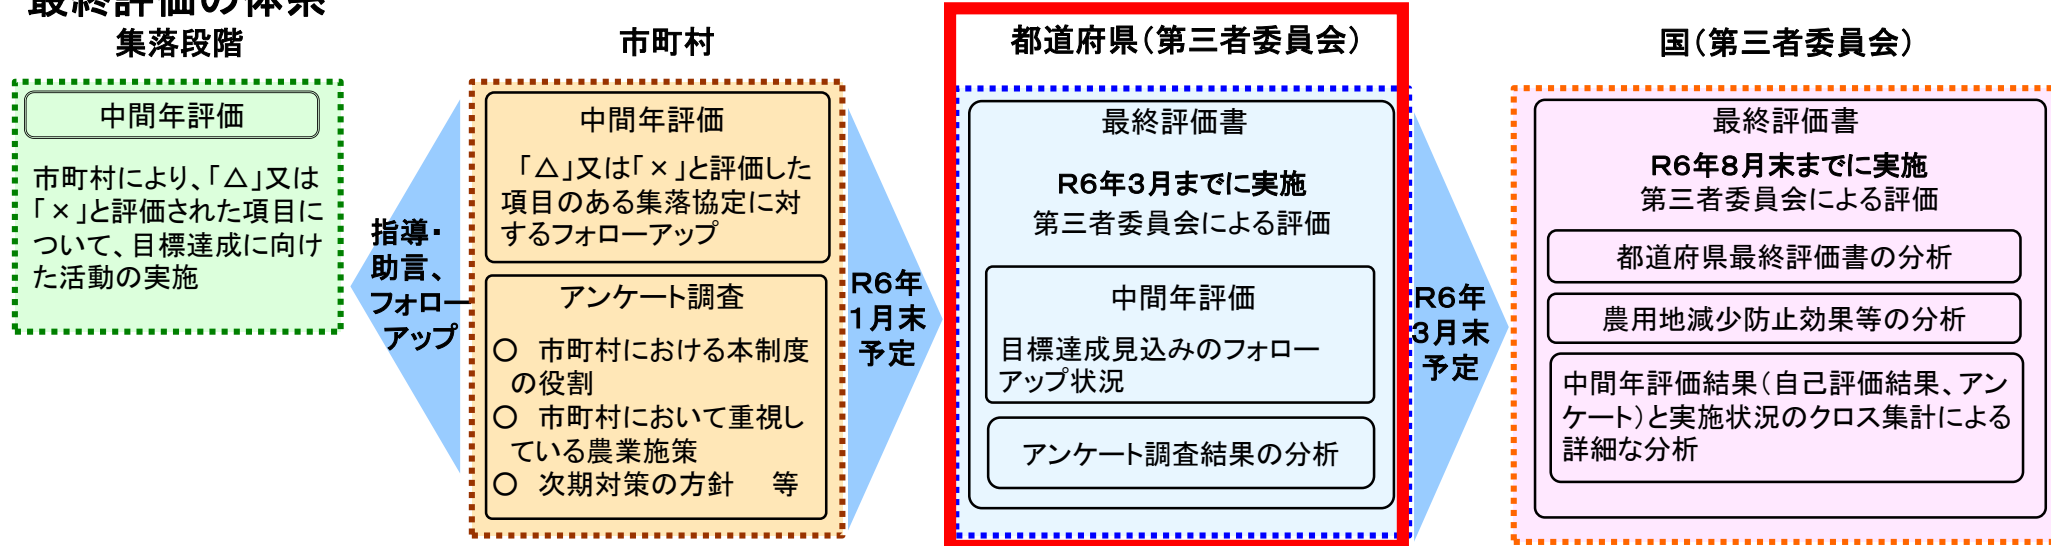 最終評価の体系
集落段階
中間年評価
市町村により、「△」又は
「×」と評価された項目に
ついて、目標達成に向け
た活動の実施
指導・
助言、
フォロー
アップ
市町村
中間年評価
「△」又は「×」と評価した
項目のある集落協定に対
するフォローアップ
アンケート調査
○ 市町村における本制度
の役割
○ 市町村において重視し
ている農業施策
○ 次期対策の方針 等
R6年
1月末
予定
都道府県(第三者委員会)
最終評価書
R6年3月までに実施
第三者委員会による評価
中間年評価
目標達成見込みのフォロー
アップ状況
アンケート調査結果の分析
R6年
3月末
予定
国(第三者委員会)
最終評価書
R6年8月末までに実施
第三者委員会による評価
都道府県最終評価書の分析
農用地減少防止効果等の分析
中間年評価結果(自己評価結果、アン
ケート)と実施状況のクロス集計による
詳細な分析